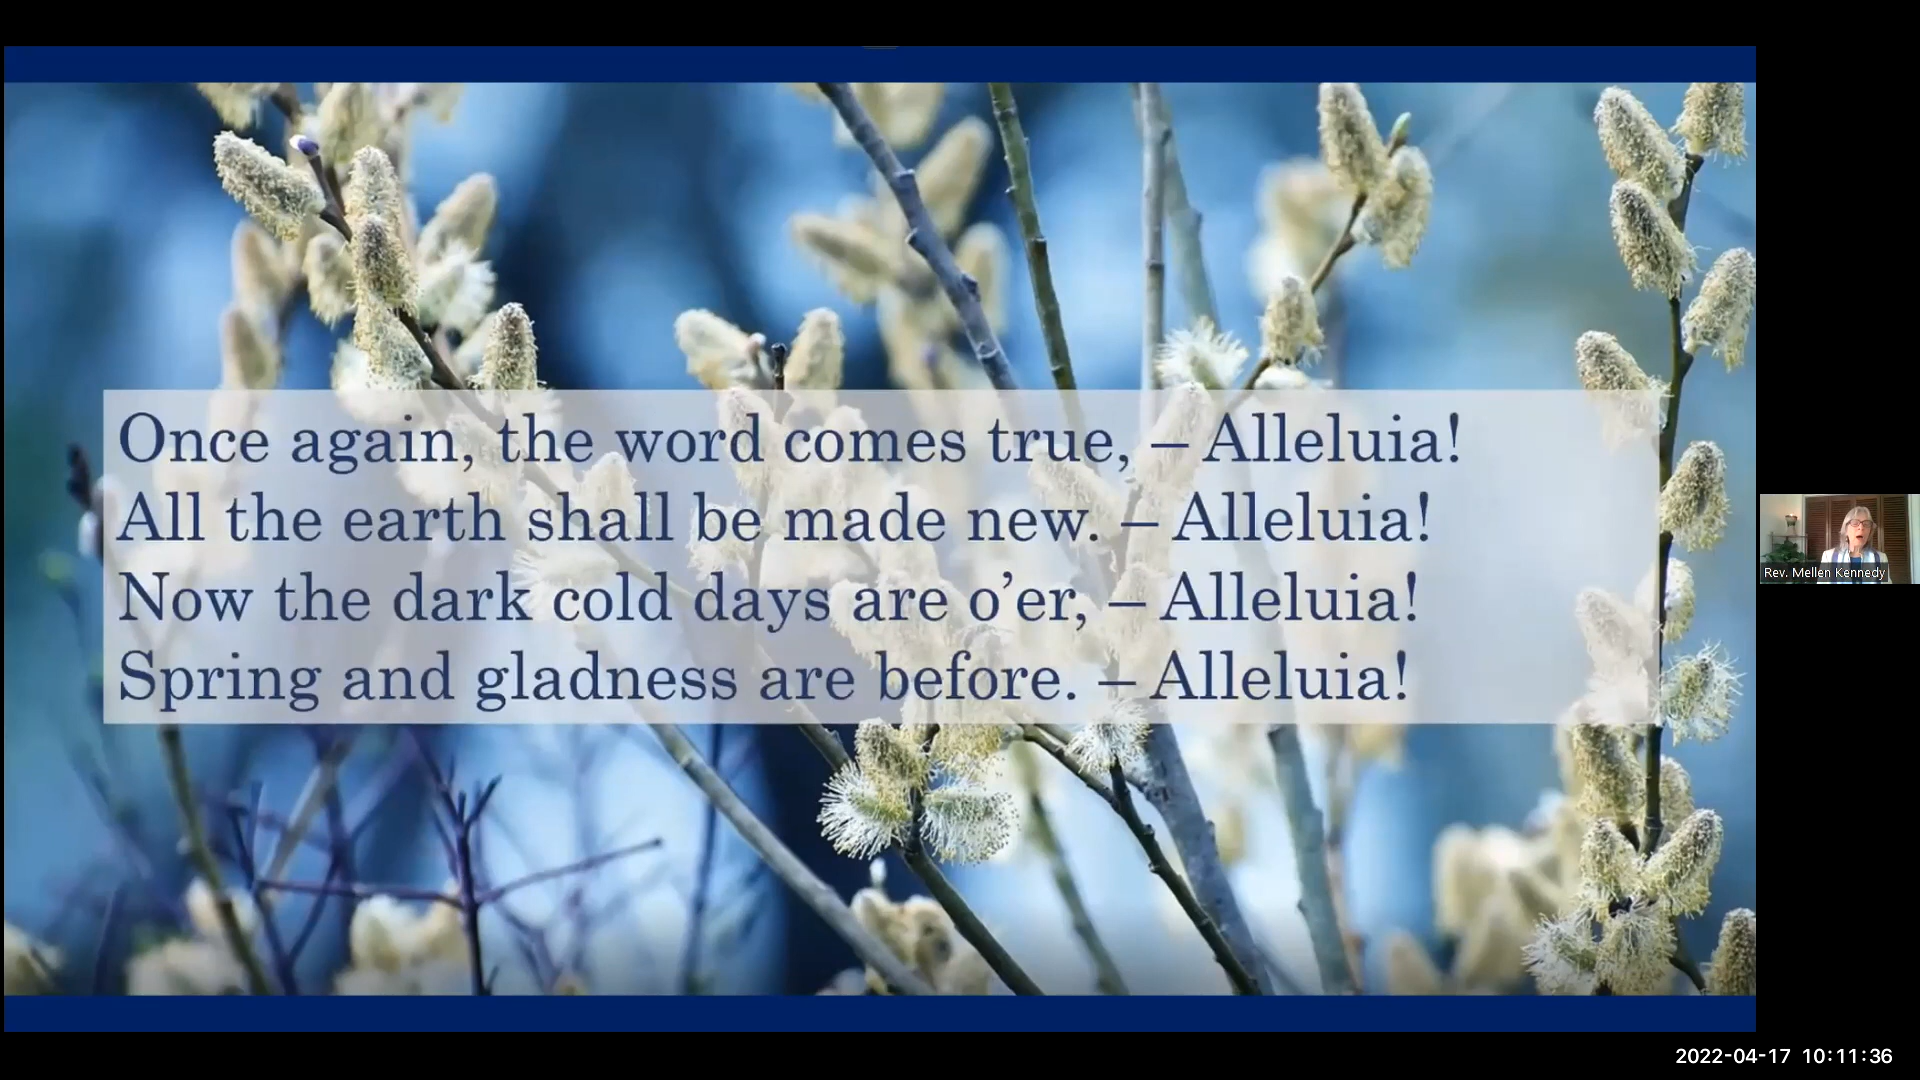 Once again, the word comes true, – Alleluia!
All the earth shall be made new. – Alleluia!
Now the dark cold days are o’er, – Alleluia!
Spring and gladness are before. – Alleluia!
Rev. Mellen Kennedy
2022-04-17 10:11:36